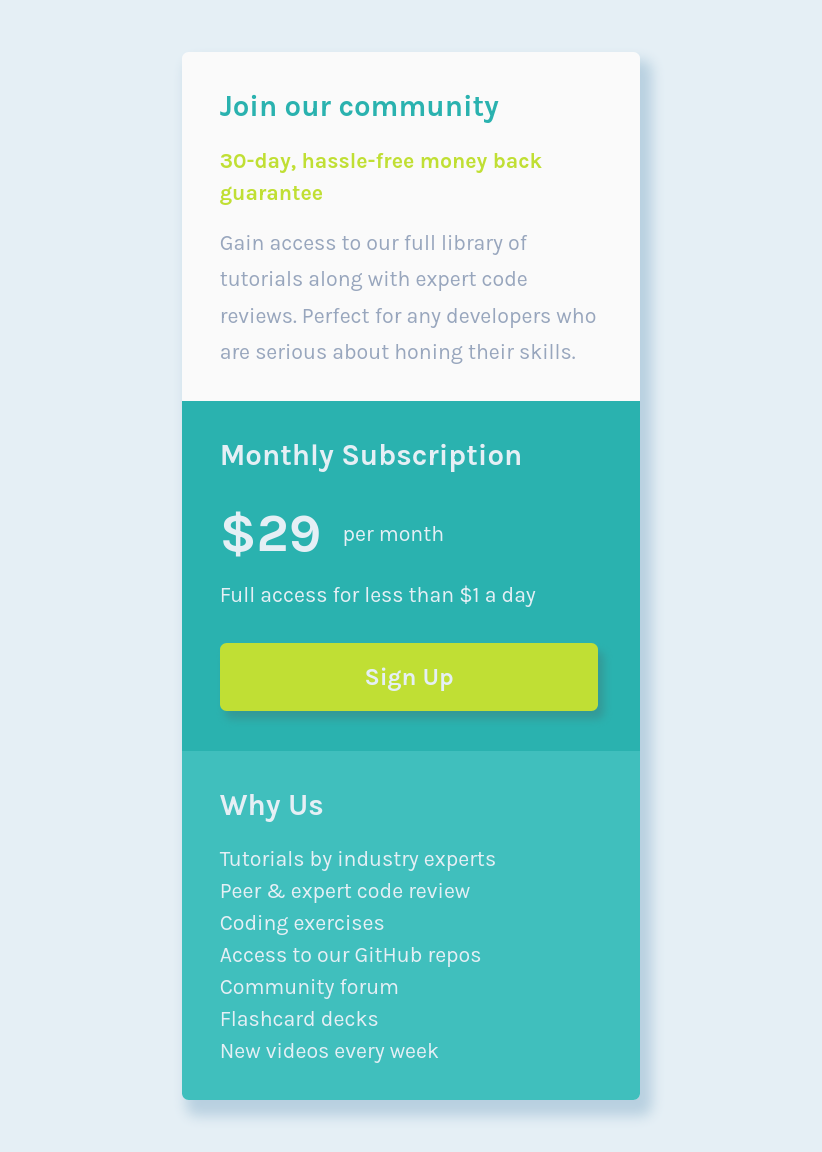 Join our community
30-day, hassle-free money back
guarantee
Gain access to our full library of
tutorials along with expert code
reviews. Perfect for any developers who
are serious about honing their skills.
Monthly Subscription
$29 per month
Full access for less than $1 a day
Sign Up
Why Us
Tutorials by industry experts
Peer & expert code review
Coding exercises
Access to our GitHub repos
Community forum
Flashcard decks
New videos every week